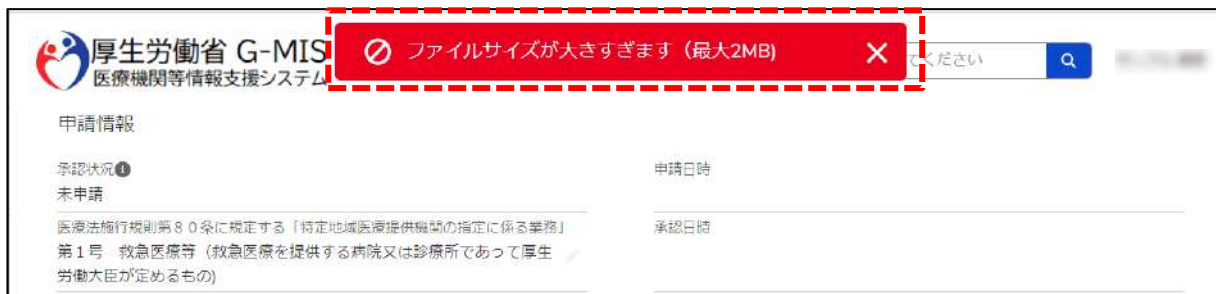 厚生労働省 G-MIS
医療機関等情報支援システム
ファイルサイズが大きすぎます（最大2MB)
てください
申請情報
承認状況
未申請
申請日時
医療法施行規則第８０条に規定する「特定地域医療提供機関の指定に係る業務」
第１号 救急医療等（救急医療を提供する病院又は診療所であって厚生
労働大臣が定めるもの)
承認日時